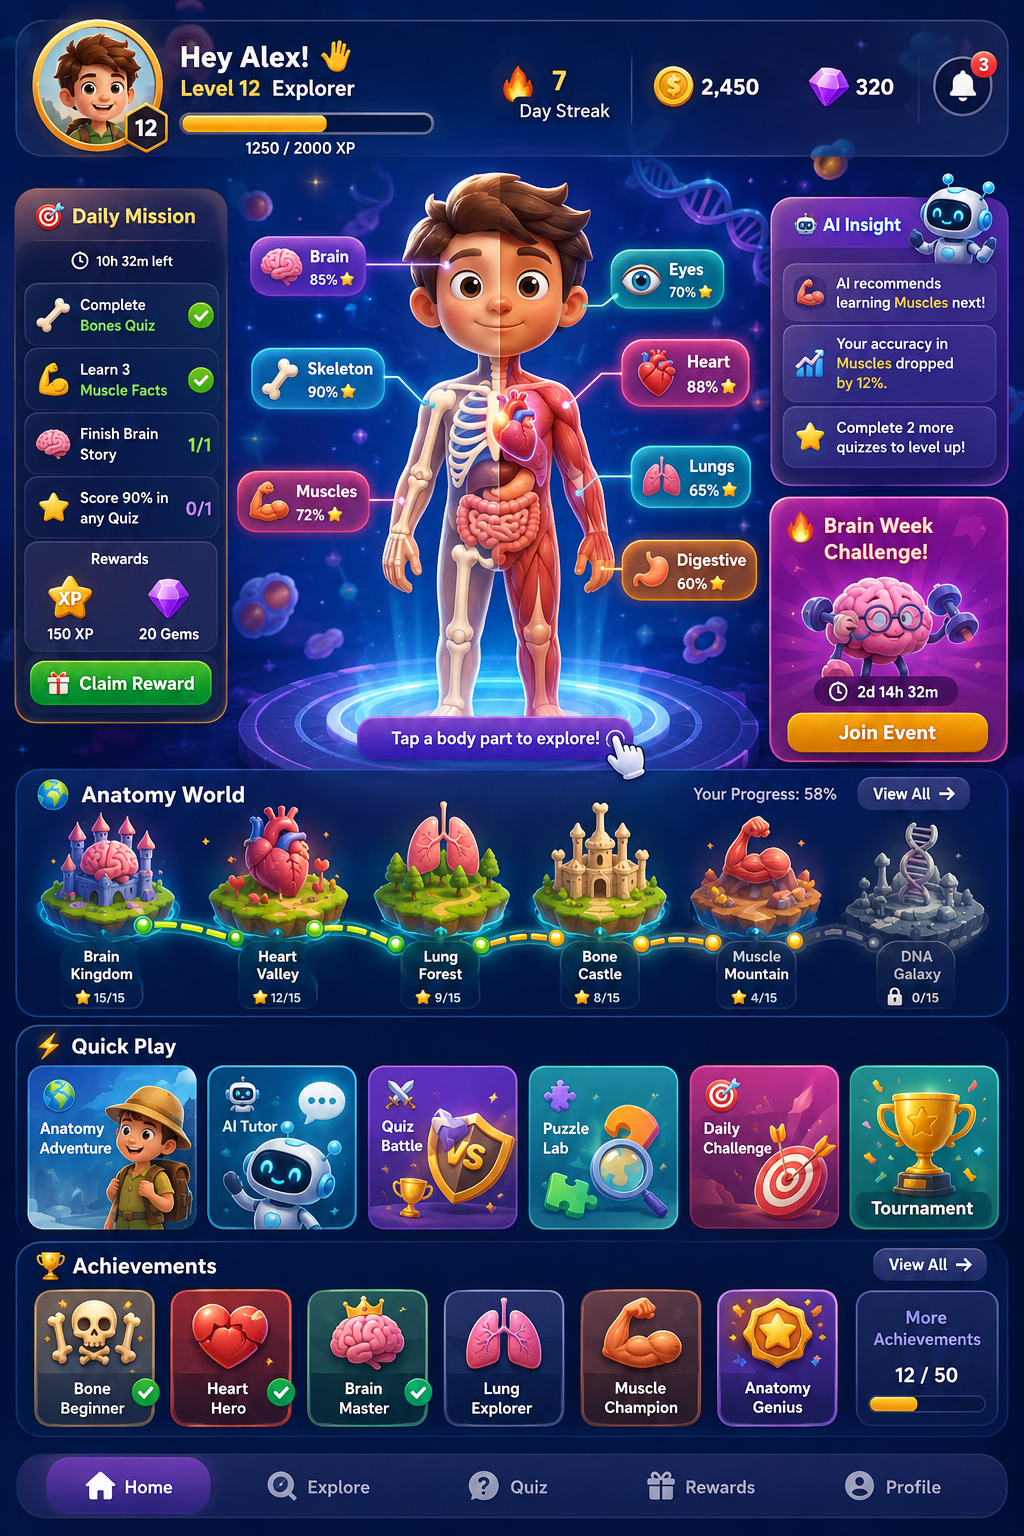 Hey Alex! 👋
Level 12 Explorer
12
1250 / 2000 XP
7
Day Streak
2,450
320
3
Daily Mission
10h 32m left
Complete
Bones Quiz
Learn 3
Muscle Facts
Finish Brain
Story
1/1
Score 90% in
any Quiz
0/1
Rewards
XP
150 XP
20 Gems
Claim Reward
Brain
85%
Skeleton
90%
Muscles
72%
Eyes
70%
Heart
88%
Lungs
65%
Digestive
60%
Tap a body part to explore!
AI Insight
AI recommends
learning Muscles next!
Your accuracy in
Muscles dropped
by 12%.
Complete 2 more
quizzes to level up!
Brain Week
Challenge!
2d 14h 32m
Join Event
Anatomy World
Your Progress: 58%
View All →
Brain
Kingdom
15/15
Heart
Valley
12/15
Lung
Forest
9/15
Bone
Castle
8/15
Muscle
Mountain
4/15
DNA
Galaxy
0/15
Quick Play
Anatomy
Adventure
AI Tutor
Quiz
Battle
VS
Puzzle
Lab
Daily
Challenge
Tournament
Achievements
View All →
Bone
Beginner
Heart
Hero
Brain
Master
Lung
Explorer
Muscle
Champion
Anatomy
Genius
More
Achievements
12 / 50
Home
Explore
Quiz
Rewards
Profile